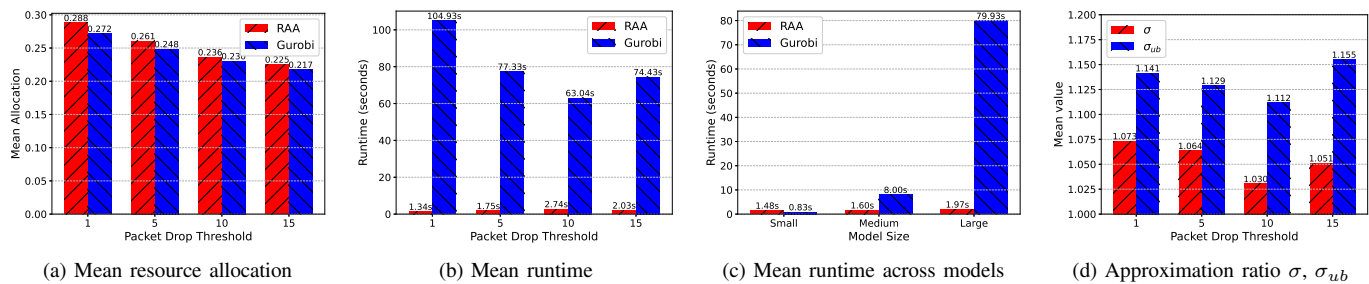 0.30
0.25
0.20
0.15
0.10
0.05
0.00
Mean Allocation
0.288
0.272
0.261
0.248
0.236
0.230
0.225
0.217
RAA
Gurobi
1 5 10 15
Packet Drop Threshold
(a) Mean resource allocation
100
80
60
40
20
0
Runtime (seconds)
104.93s
77.33s
63.04s
74.43s
1.34s
1.75s
2.74s
2.03s
RAA
Gurobi
1 5 10 15
Packet Drop Threshold
(b) Mean runtime
80
70
60
50
40
30
20
10
0
Runtime (seconds)
RAA
Gurobi
79.93s
8.00s
1.48s
0.83s
1.60s
1.97s
Small Medium Large
Model Size
(c) Mean runtime across models
1.200
1.175
1.150
1.125
1.100
1.075
1.050
1.025
1.000
Mean value
σ
σub
1.141
1.129
1.112
1.155
1.073
1.064
1.030
1.051
1 5 10 15
Packet Drop Threshold
(d) Approximation ratio σ, σub